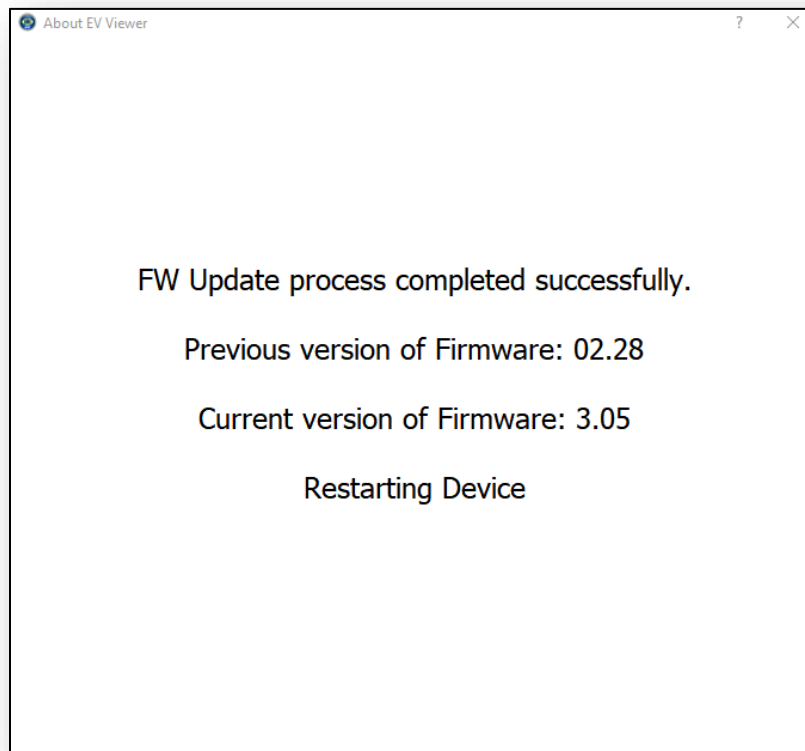 About EV Viewer
?
FW Update process completed successfully.
Previous version of Firmware: 02.28
Current version of Firmware: 3.05
Restarting Device